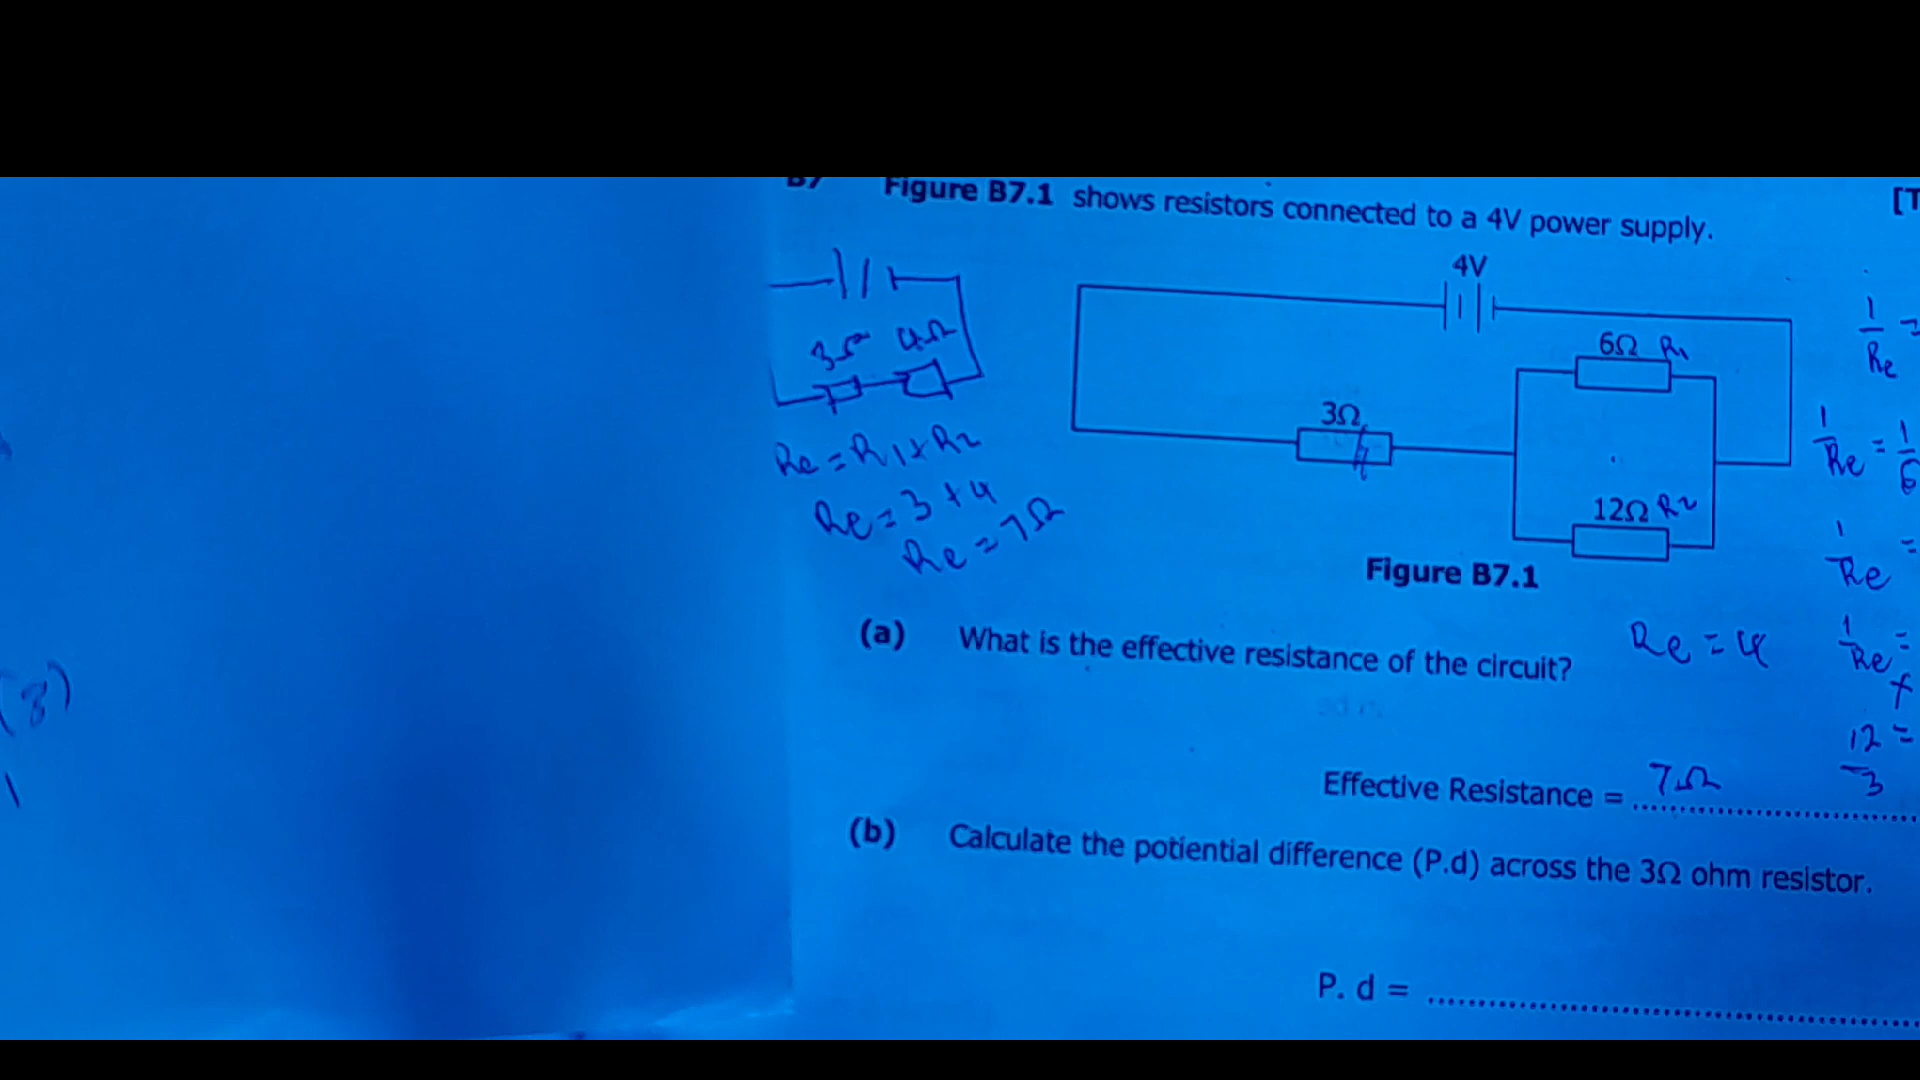 Figure B7.1 shows resistors connected to a 4V power supply.
[T
4V
3Ω 4Ω
6Ω R₁
3Ω
12Ω R₂
Re = R₁ + R₂
Re = 3 + 4
Re = 7Ω
1/Re =
1/Re = 1/6
1/Re =
1/Re =
12 =
3
Figure B7.1
(a) What is the effective resistance of the circuit?
Re = 4
Effective Resistance = 7Ω
(b) Calculate the potiential difference (P.d) across the 3Ω ohm resistor.
P. d = ..............................
(3)